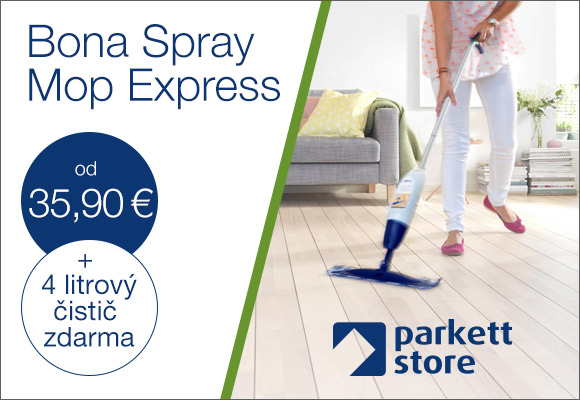 Bona Spray
Mop Express
od
35,90 €
+
4 litrový
čistič
zdarma
parkett
store